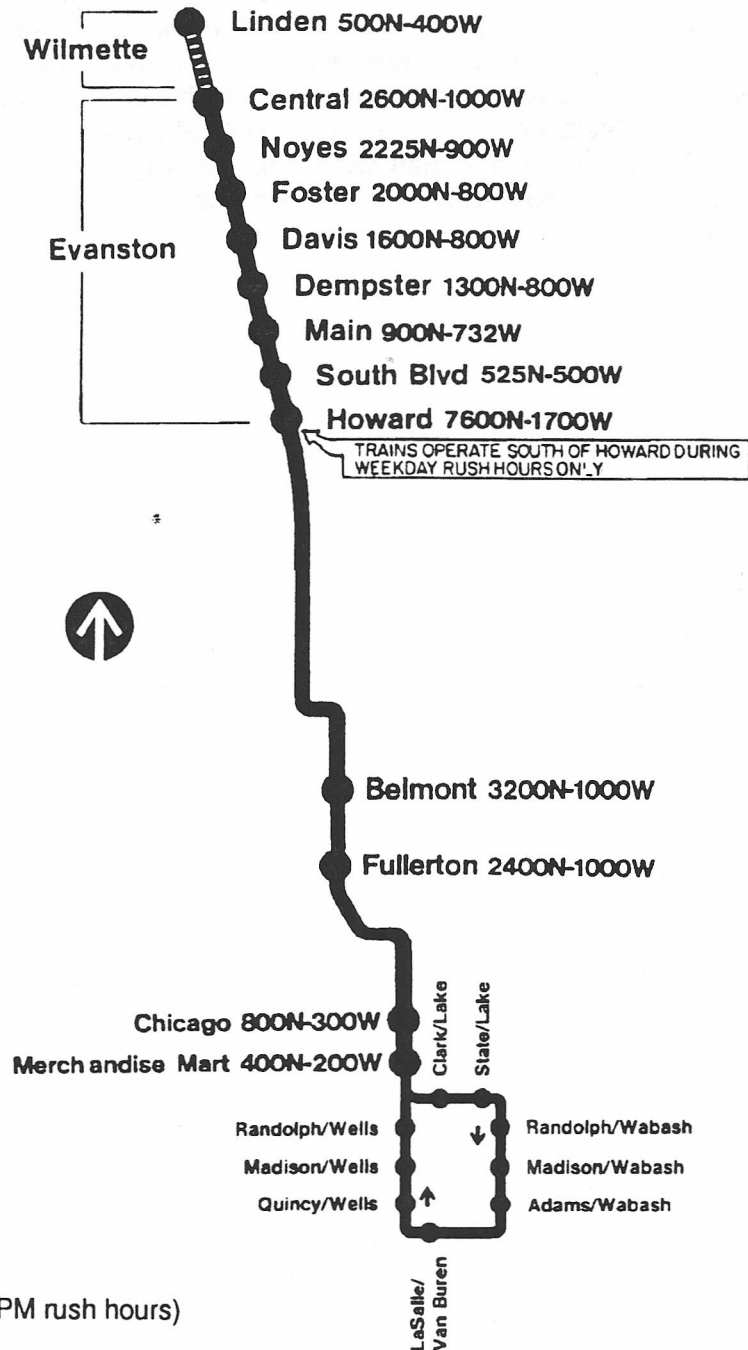 Linden 500N-400W
Wilmette
Central 2600N-1000W
Noyes 2225N-900W
Foster 2000N-800W
Evanston
Davis 1600N-800W
Dempster 1300N-800W
Main 900N-732W
South Blvd 525N-500W
Howard 7600N-1700W
TRAINS OPERATE SOUTH OF HOWARD DURING
WEEKDAY RUSH HOURS ONLY
Belmont 3200N-1000W
Fullerton 2400N-1000W
Chicago 800N-300W
Merchandise Mart 400N-200W
Clark/Lake
State/Lake
Randolph/Wells
Randolph/Wabash
Madison/Wells
Madison/Wabash
Quincy/Wells
Adams/Wabash
LaSalle/
Van Buren
PM rush hours)